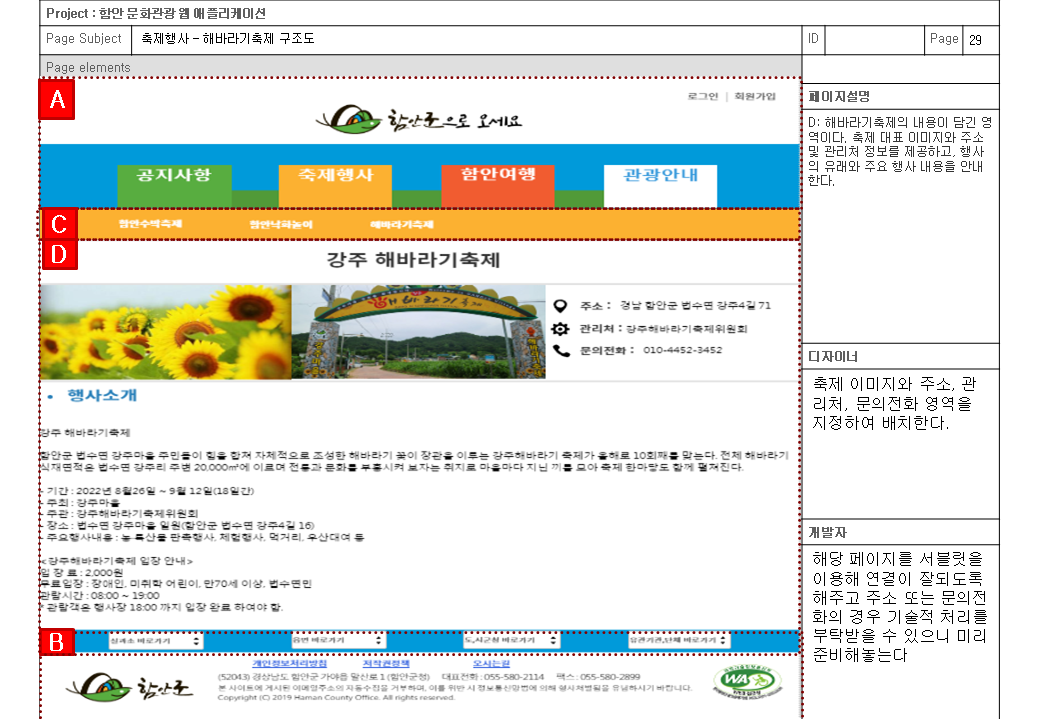 Project : 함안 문화관광 웹 애플리케이션
Page Subject
축제행사 – 해바라기축제 구조도
ID
Page
29
Page elements
A
로그인 | 회원가입
함안군으로 오세요
공지사항
축제행사
함안여행
관광안내
C
함안수박축제
함안낙화놀이
해바라기축제
D
강주 해바라기축제
해바라기축제
주소 : 경남 함안군 법수면 강주4길 71
관리처 : 강주해바라기축제위원회
문의전화 : 010-4452-3452
• 행사소개
강주 해바라기축제
함안군 법수면 강주마을 주민들이 힘을 합쳐 자체적으로 조성한 해바라기 꽃이 장관을 이루는 강주해바라기 축제가 올해로 10회째를 맞는다. 전체 해바라기
식재면적은 법수면 강주리 주변 20,000㎡에 이르며 전통과 문화를 부흥시켜 보자는 취지로 마을마다 지닌 끼를 모아 축제 한마당도 함께 펼쳐진다.
- 기간 : 2022년 8월26일 ~ 9월 12일(18일간)
- 주최 : 강주마을
- 주관 : 강주해바라기축제위원회
- 장소 : 법수면 강주마을 일원(함안군 법수면 강주4길 16)
- 주요행사내용 : 농·특산물 판촉행사, 체험행사, 먹거리, 우산대여 등
<강주해바라기축제 입장 안내>
입 장 료 : 2,000원
무료입장 : 장애인, 미취학 어린이, 만70세 이상, 법수면민
관람시간 : 08:00 ~ 19:00
* 관람객은 행사장 18:00 까지 입장 완료 하여야 함.
B
실과소 바로가기
읍면 바로가기
도,시군청 바로가기
유관기관,단체 바로가기
개인정보처리방침
저작권정책
오시는길
함안군
(52043) 경상남도 함안군 가야읍 말산로 1 (함안군청) 대표전화 : 055-580-2114 팩스 : 055-580-2899
본 사이트에 게시된 이메일주소의 자동수집을 거부하며, 이를 위반 시 정보통신망법에 의해 형사처벌됨을 유념하시기 바랍니다.
Copyright (C) 2019 Haman County Office. All rights reserved.
WA
페이지설명
D: 해바라기축제의 내용이 담긴 영
역이다. 축제 대표 이미지와 주소
및 관리처 정보를 제공하고, 행사
의 유래와 주요 행사 내용을 안내
한다.
디자이너
축제 이미지와 주소, 관
리처, 문의전화 영역을
지정하여 배치한다.
개발자
해당 페이지를 서블릿을
이용해 연결이 잘되도록
해주고 주소 또는 문의전
화의 경우 기술적 처리를
부탁받을 수 있으니 미리
준비해놓는다